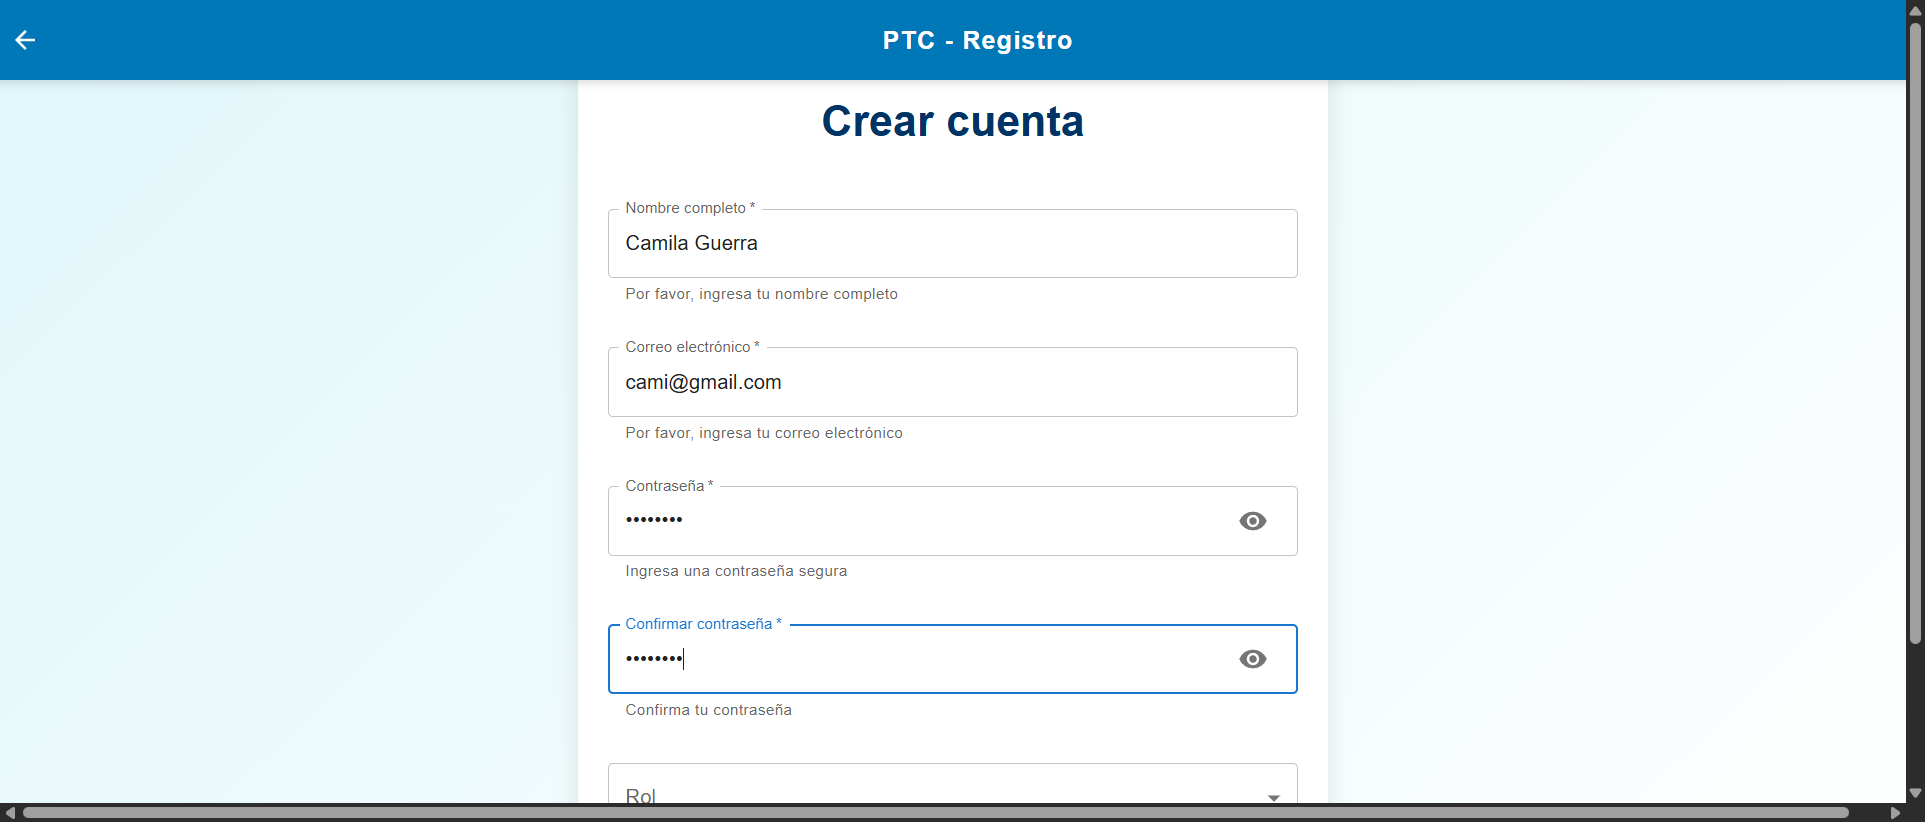 PTC - Registro
Crear cuenta
Nombre completo *
Camila Guerra
Por favor, ingresa tu nombre completo
Correo electrónico *
cami@gmail.com
Por favor, ingresa tu correo electrónico
Contraseña *
••••••••
Ingresa una contraseña segura
Confirmar contraseña *
••••••••
Confirma tu contraseña
Rol